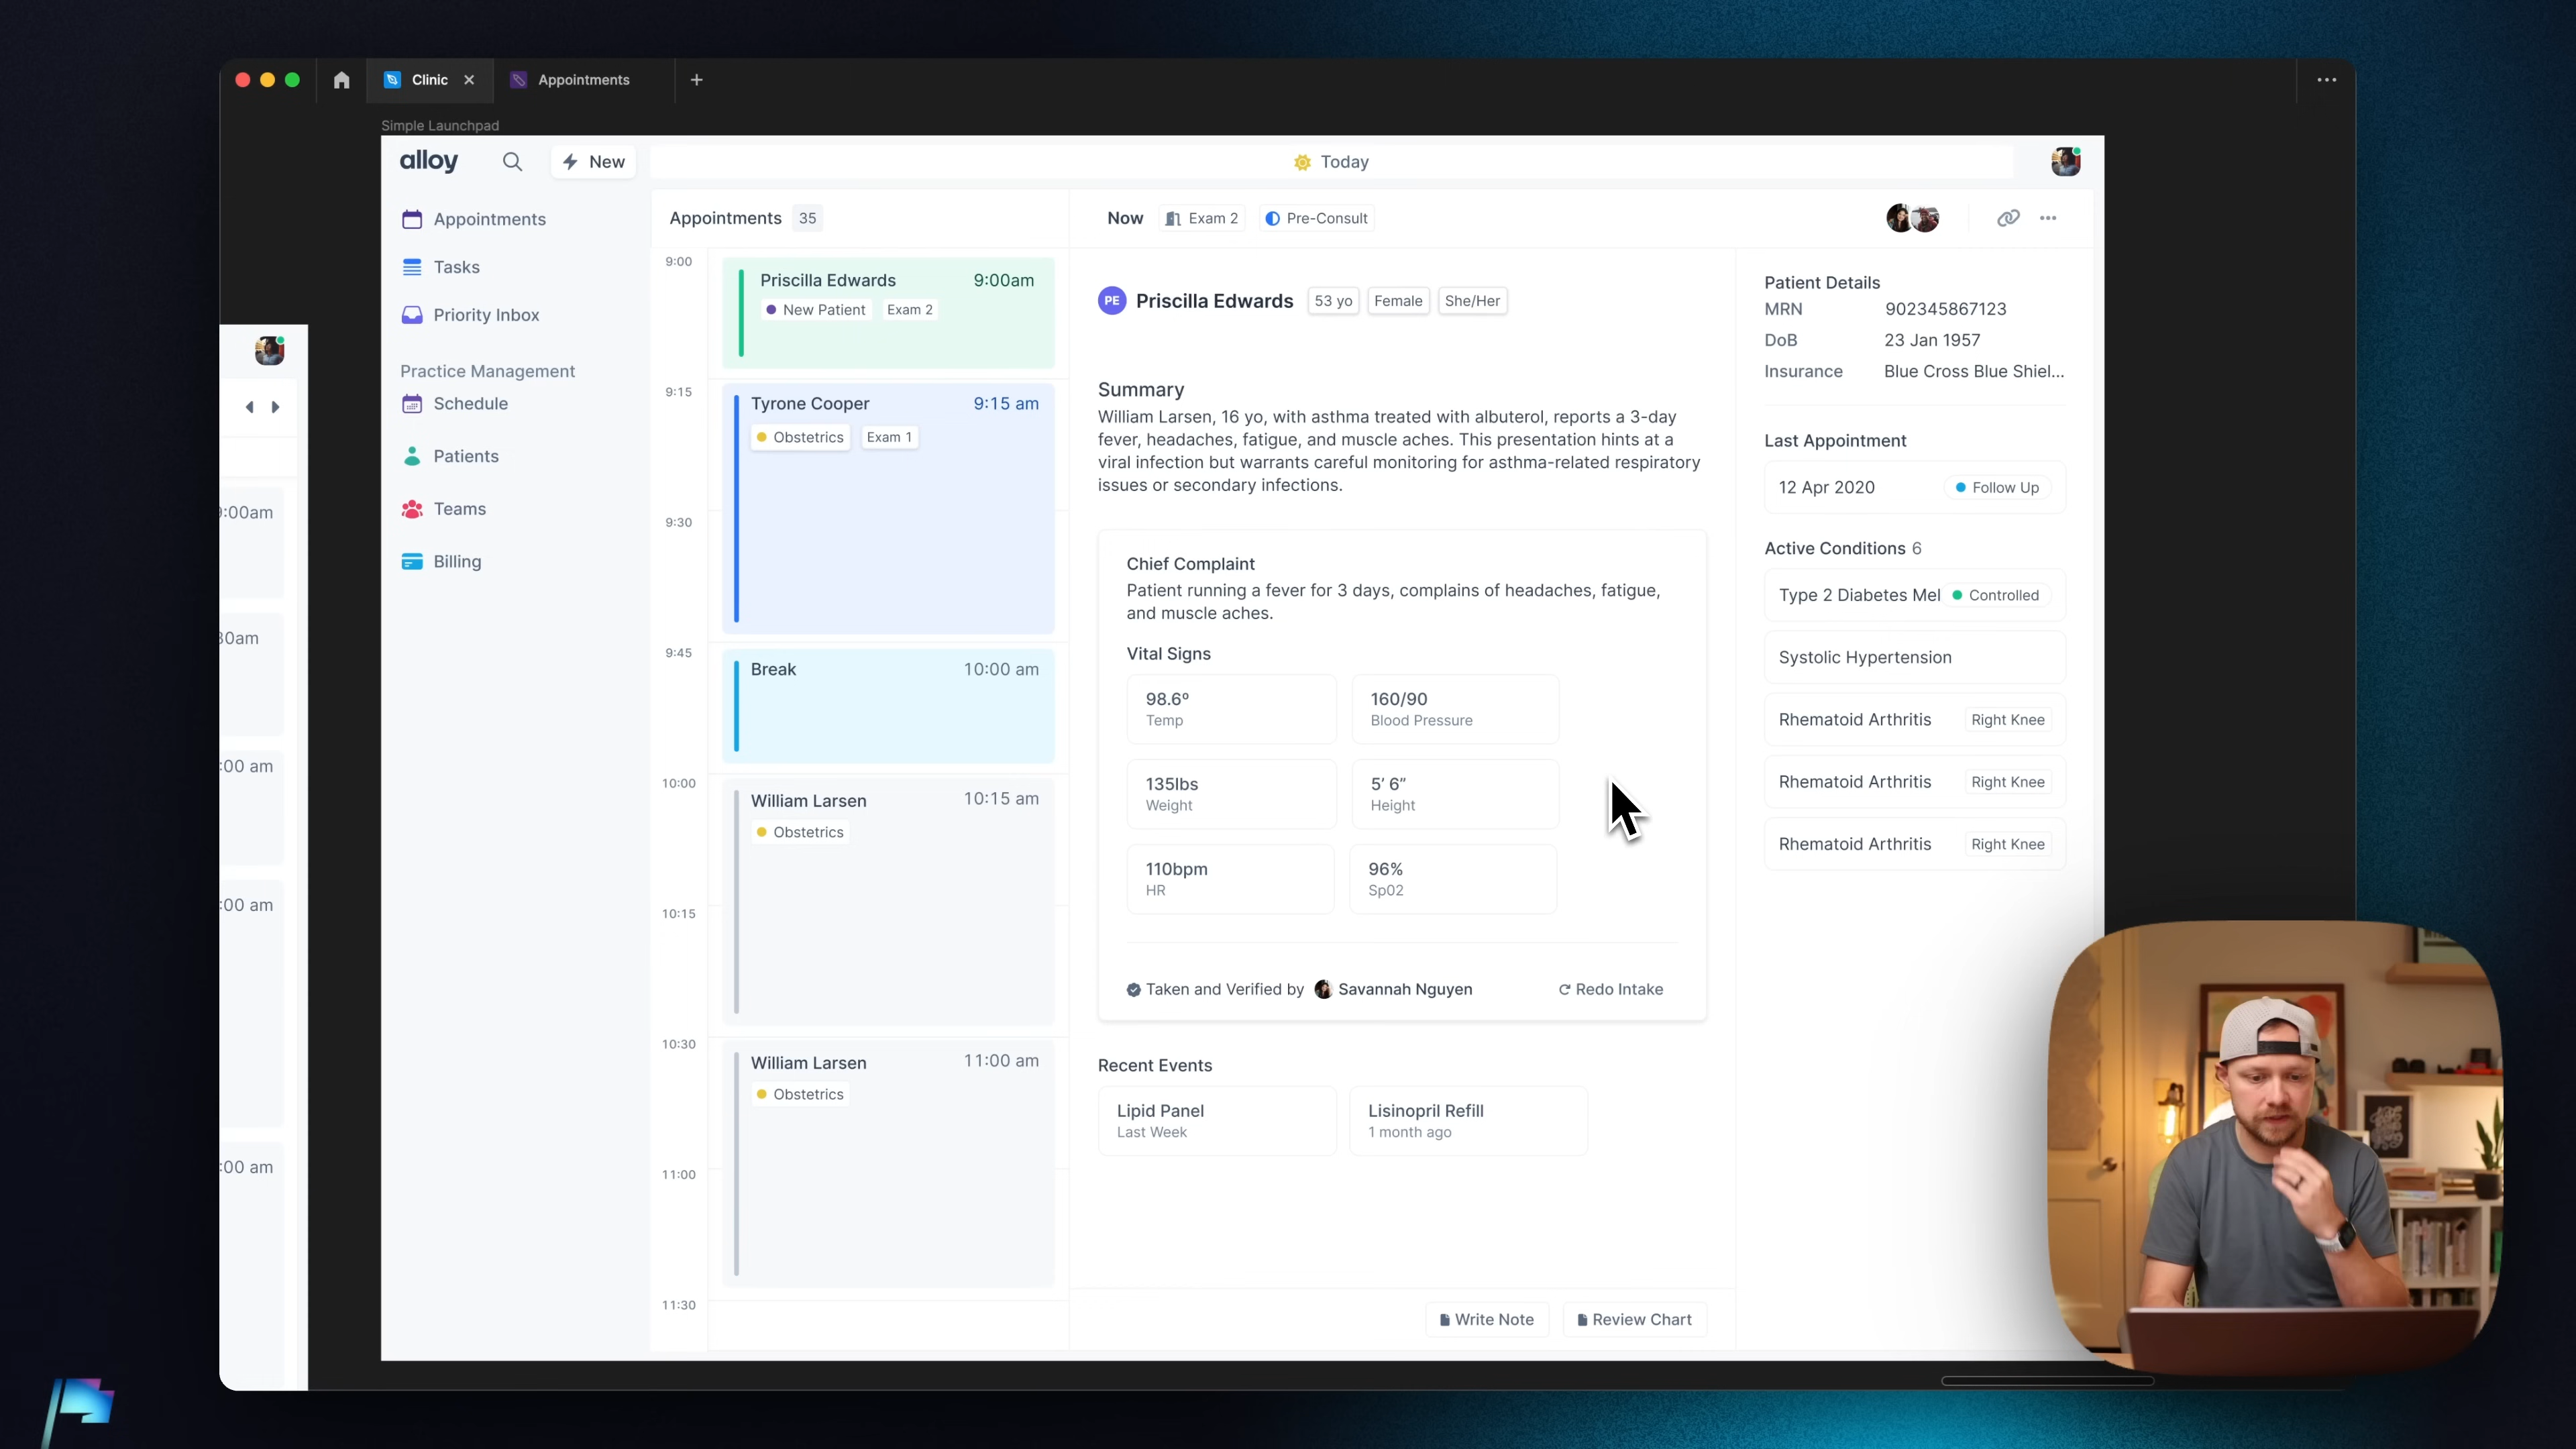 Clinic
Appointments
Simple Launchpad
alloy
New
Today
Appointments
Tasks
Priority Inbox
Practice Management
Schedule
Patients
Teams
Billing
:00am
30am
:00 am
:00 am
:00 am
Appointments 35
9:00
9:15
9:30
9:45
10:00
10:15
10:30
11:00
11:30
Priscilla Edwards 9:00am
New Patient Exam 2
Tyrone Cooper 9:15 am
Obstetrics Exam 1
Break 10:00 am
William Larsen 10:15 am
Obstetrics
William Larsen 11:00 am
Obstetrics
Now Exam 2 Pre-Consult
PE Priscilla Edwards 53 yo Female She/Her
Summary
William Larsen, 16 yo, with asthma treated with albuterol, reports a 3-day
fever, headaches, fatigue, and muscle aches. This presentation hints at a
viral infection but warrants careful monitoring for asthma-related respiratory
issues or secondary infections.
Chief Complaint
Patient running a fever for 3 days, complains of headaches, fatigue,
and muscle aches.
Vital Signs
98.6º
Temp
160/90
Blood Pressure
135lbs
Weight
5’ 6”
Height
110bpm
HR
96%
Sp02
Taken and Verified by Savannah Nguyen Redo Intake
Recent Events
Lipid Panel
Last Week
Lisinopril Refill
1 month ago
Write Note Review Chart
Patient Details
MRN 902345867123
DoB 23 Jan 1957
Insurance Blue Cross Blue Shiel...
Last Appointment
12 Apr 2020 Follow Up
Active Conditions 6
Type 2 Diabetes Mel Controlled
Systolic Hypertension
Rhematoid Arthritis Right Knee
Rhematoid Arthritis Right Knee
Rhematoid Arthritis Right Knee